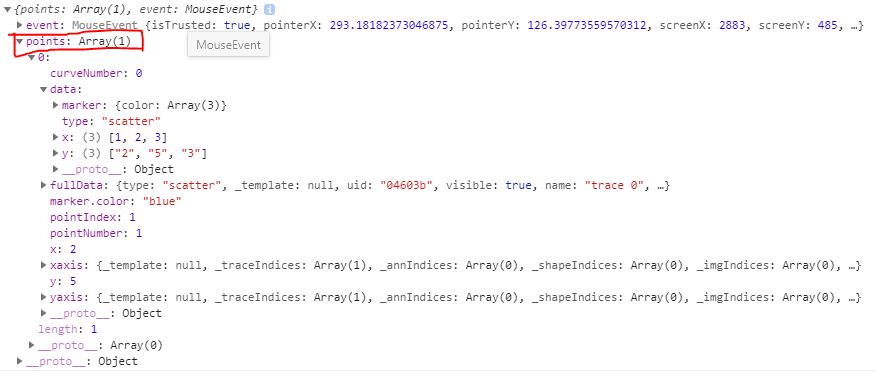 {points: Array(1), event: MouseEvent} i
event: MouseEvent {isTrusted: true, pointerX: 293.18182373046875, pointerY: 126.39773559570312, screenX: 2883, screenY: 485, …}
points: Array(1)
MouseEvent
0:
curveNumber: 0
data:
marker: {color: Array(3)}
type: "scatter"
x: (3) [1, 2, 3]
y: (3) ["2", "5", "3"]
__proto__: Object
fullData: {type: "scatter", _template: null, uid: "04603b", visible: true, name: "trace 0", …}
marker.color: "blue"
pointIndex: 1
pointNumber: 1
x: 2
xaxis: {_template: null, _traceIndices: Array(1), _annIndices: Array(0), _shapeIndices: Array(0), _imgIndices: Array(0), …}
y: 5
yaxis: {_template: null, _traceIndices: Array(1), _annIndices: Array(0), _shapeIndices: Array(0), _imgIndices: Array(0), …}
__proto__: Object
length: 1
__proto__: Array(0)
__proto__: Object